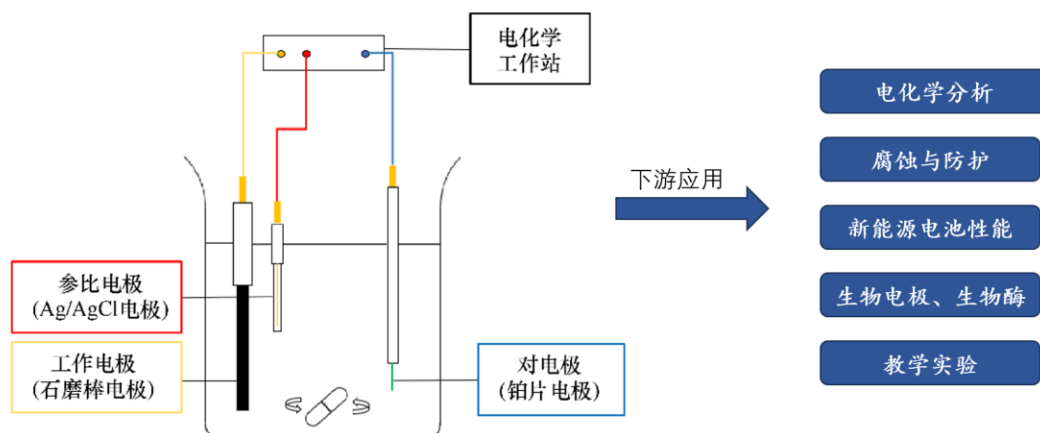 电化学
工作站
参比电极
(Ag/AgCl电极)
工作电极
(石磨棒电极)
对电极
(铂片电极)
下游应用
电化学分析
腐蚀与防护
新能源电池性能
生物电极、生物酶
教学实验